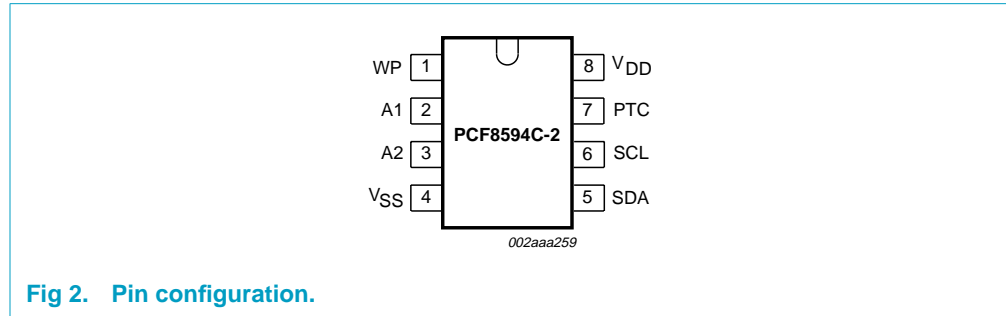 WP 1 8 VDD
A1 2 7 PTC
PCF8594C-2
A2 3 6 SCL
VSS 4 5 SDA
002aaa259
Fig 2. Pin configuration.